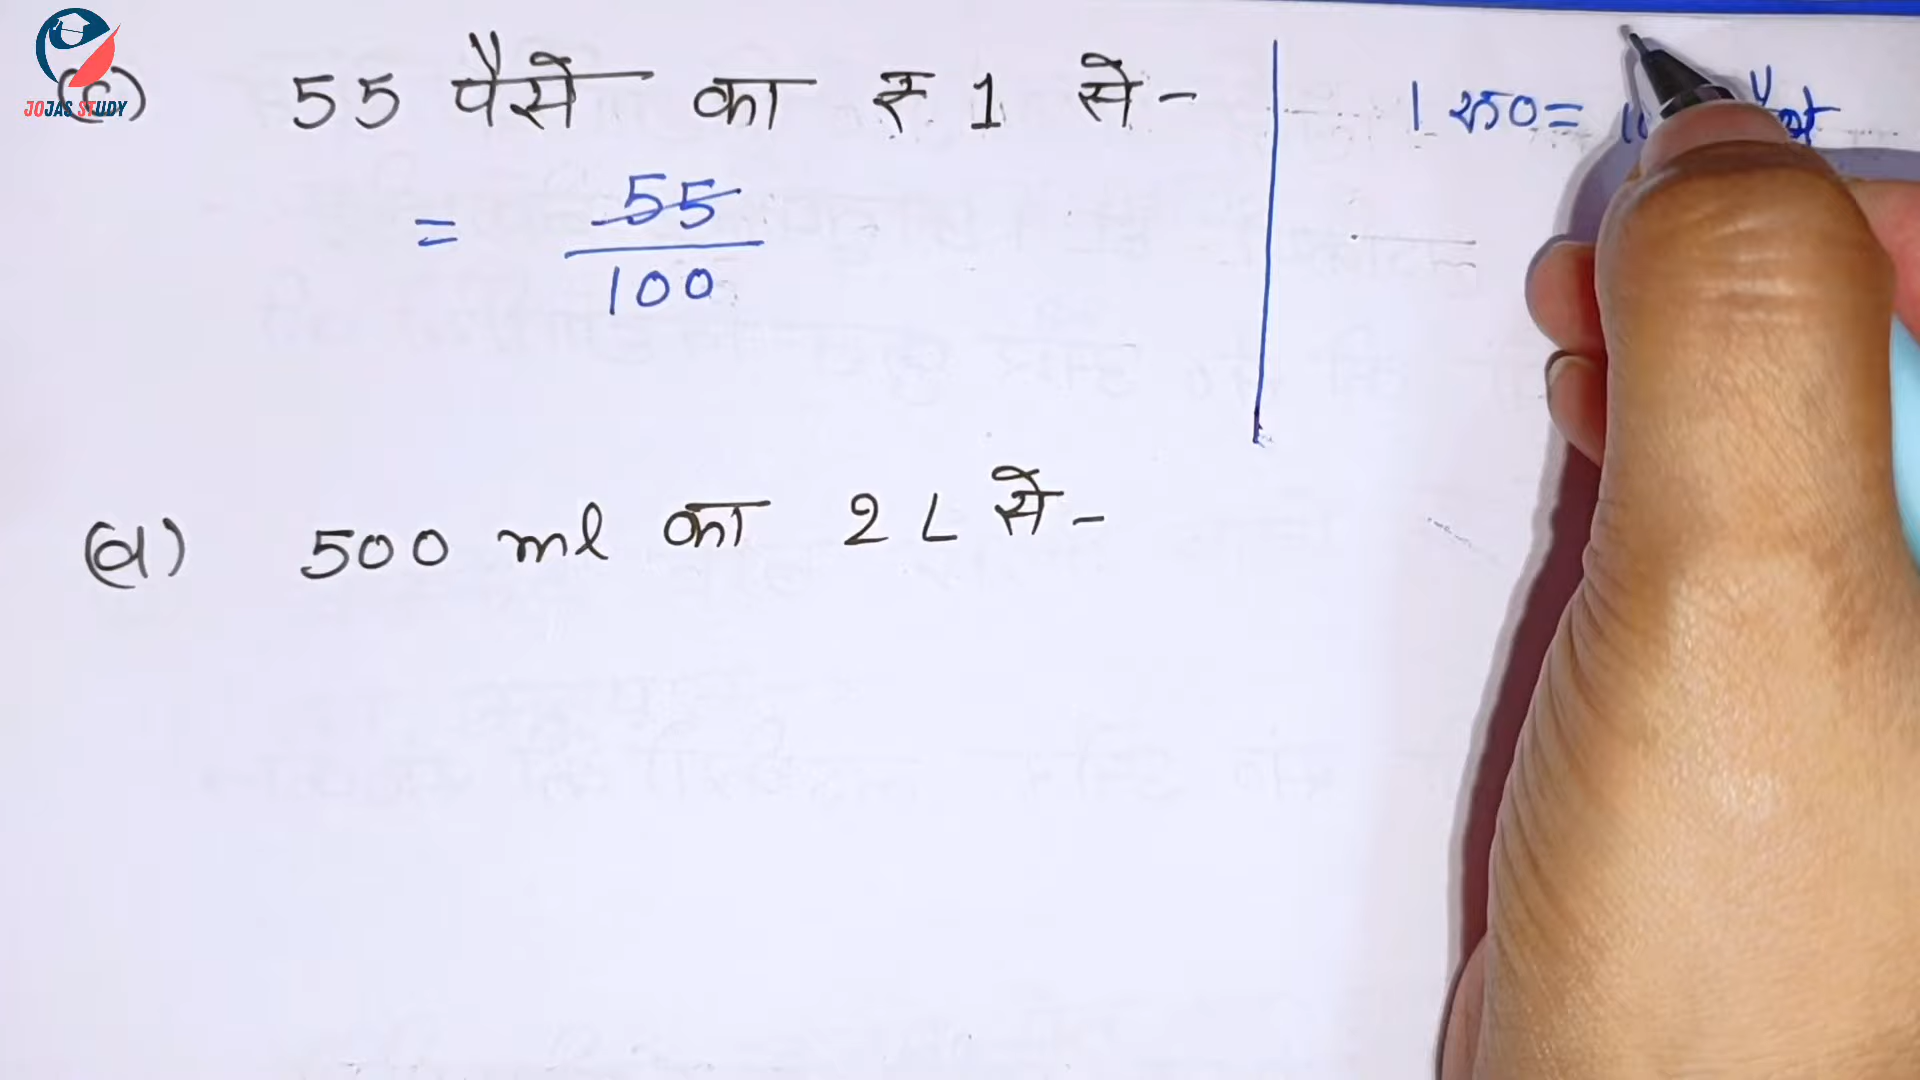 JOJAS STUDY
(c) 55 पैसे का ₹ 1 से-
1 रू0 =
= 55
100
(d) 500 ml का 2 L से-